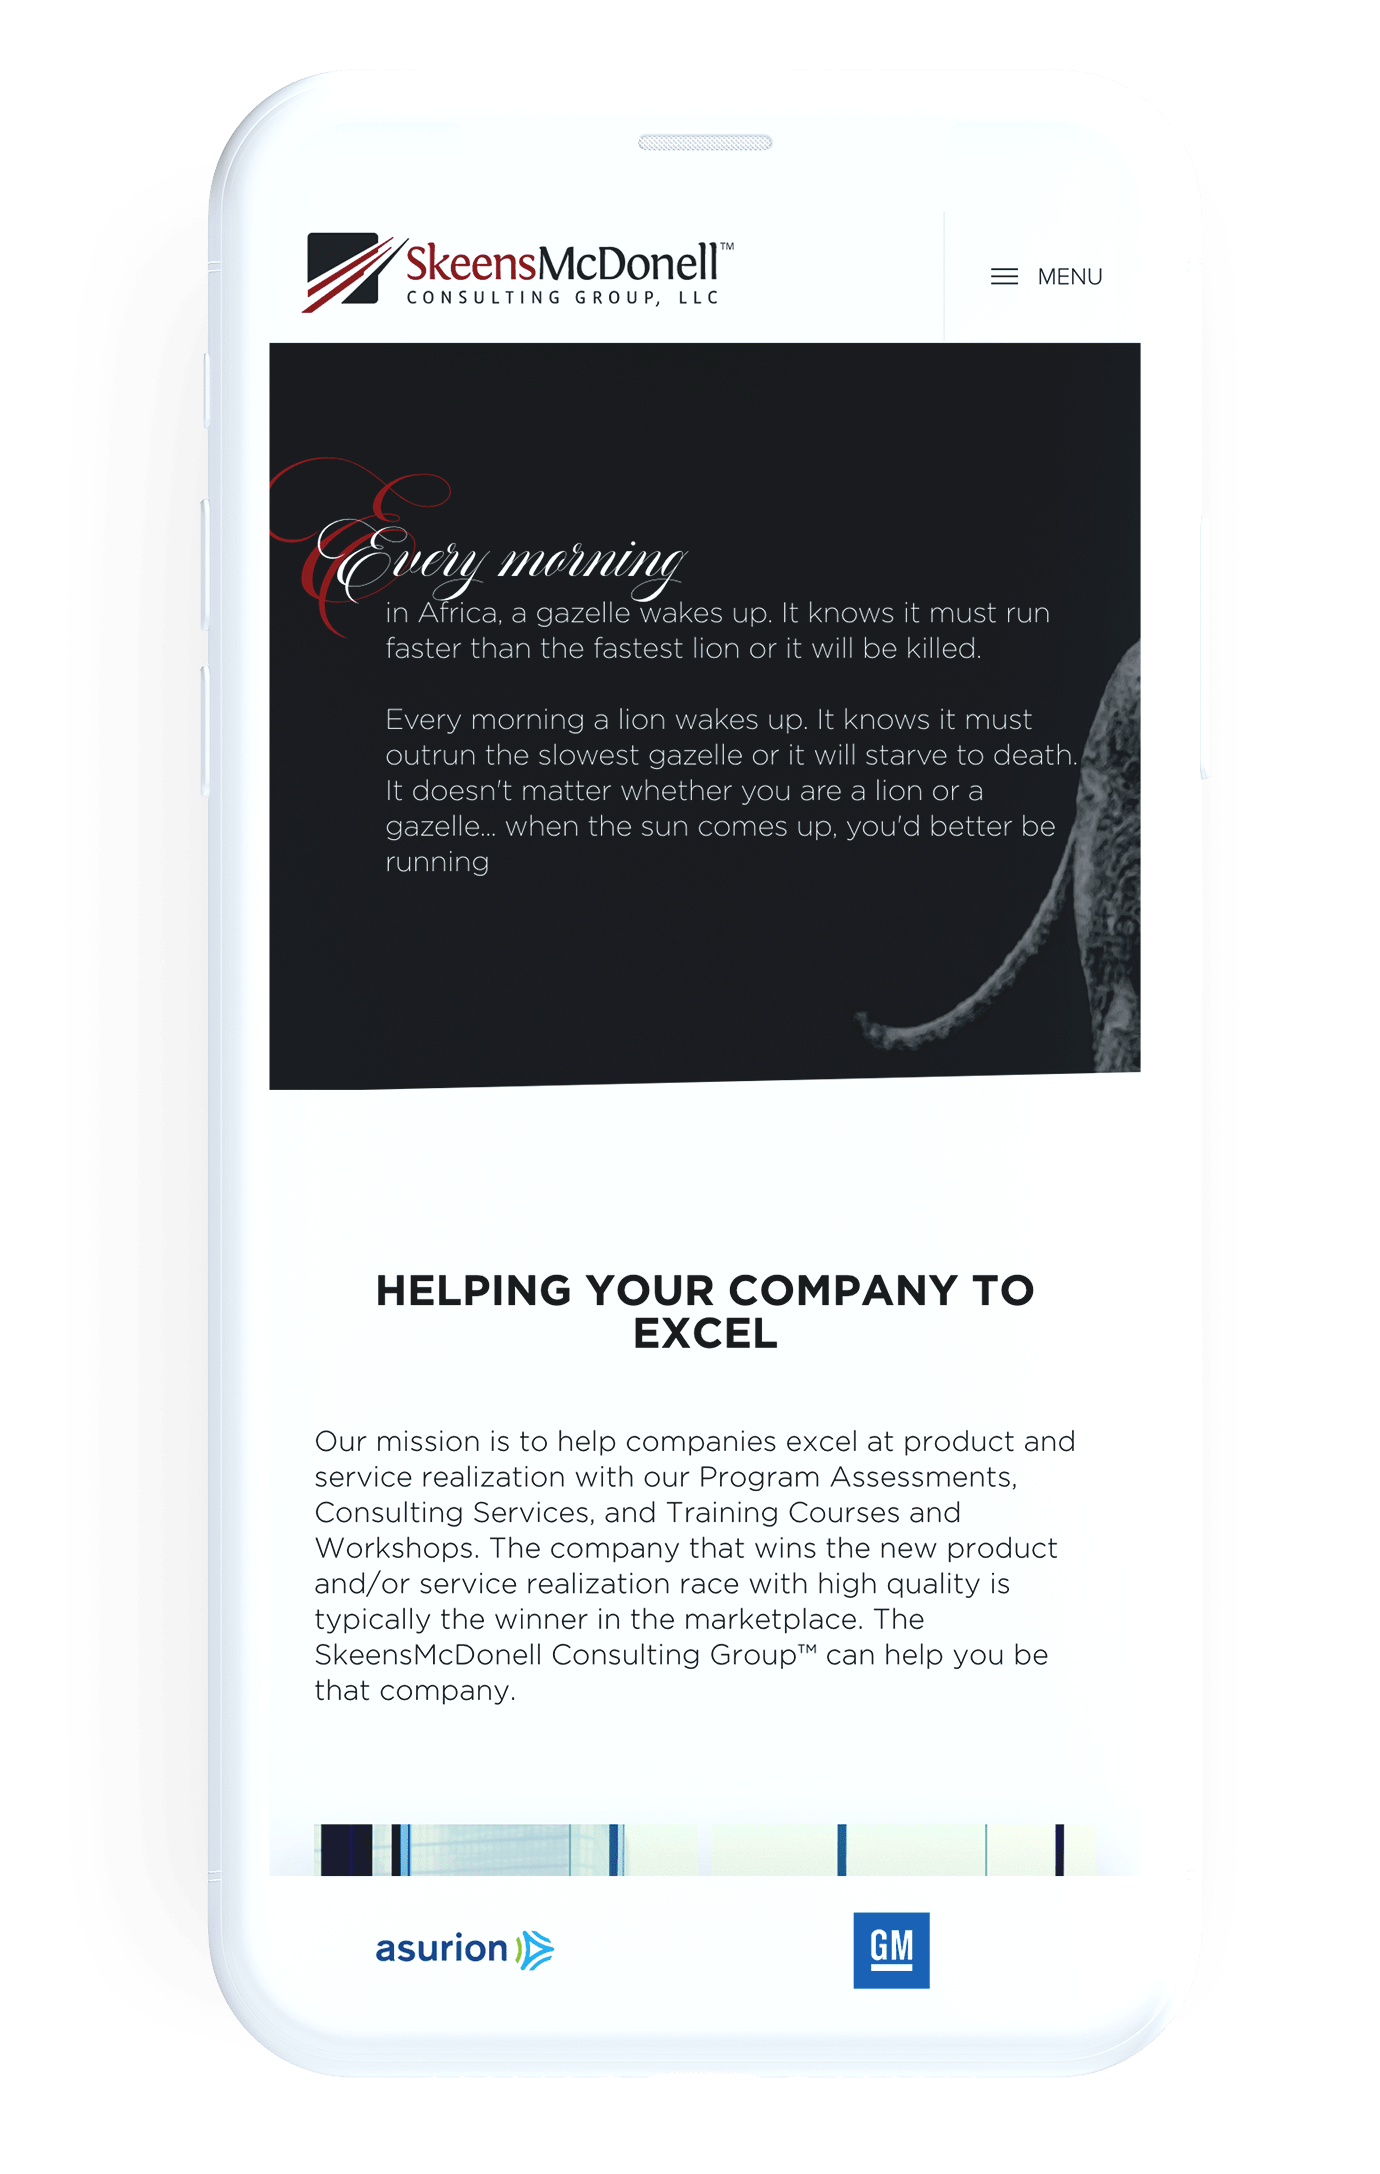 SkeensMcDonell™
CONSULTING GROUP, LLC
MENU
Every morning
in Africa, a gazelle wakes up. It knows it must run
faster than the fastest lion or it will be killed.
Every morning a lion wakes up. It knows it must
outrun the slowest gazelle or it will starve to death.
It doesn't matter whether you are a lion or a
gazelle... when the sun comes up, you'd better be
running
HELPING YOUR COMPANY TO
EXCEL
Our mission is to help companies excel at product and
service realization with our Program Assessments,
Consulting Services, and Training Courses and
Workshops. The company that wins the new product
and/or service realization race with high quality is
typically the winner in the marketplace. The
SkeensMcDonell Consulting Group™ can help you be
that company.
asurion
GM